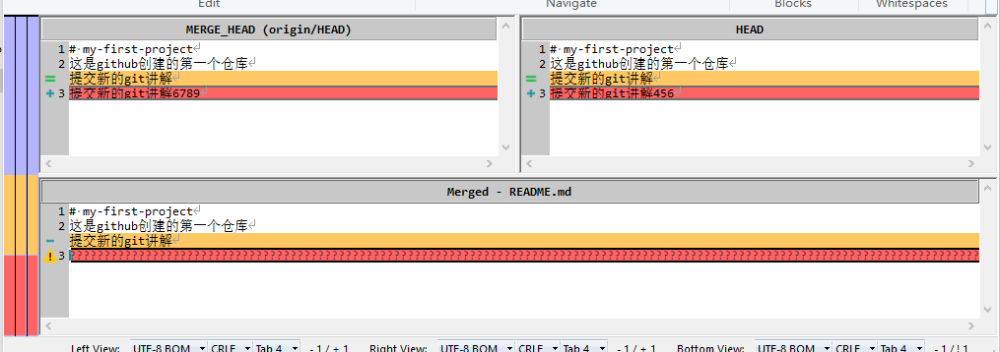 Edit Navigate Blocks Whitespaces
MERGE_HEAD (origin/HEAD)
1 # my-first-project
2 这是github创建的第一个仓库
提交新的git讲解
3 提交新的git讲解6789
HEAD
1 # my-first-project
2 这是github创建的第一个仓库
提交新的git讲解
3 提交新的git讲解456
Merged - README.md
1 # my-first-project
2 这是github创建的第一个仓库
提交新的git讲解
3
Left View: UTF-8 BOM CRLF Tab 4 - 1 / + 1 Right View: UTF-8 BOM CRLF Tab 4 - 1 / + 1 Bottom View: UTF-8 BOM CRLF Tab 4 - 1 / ! 1